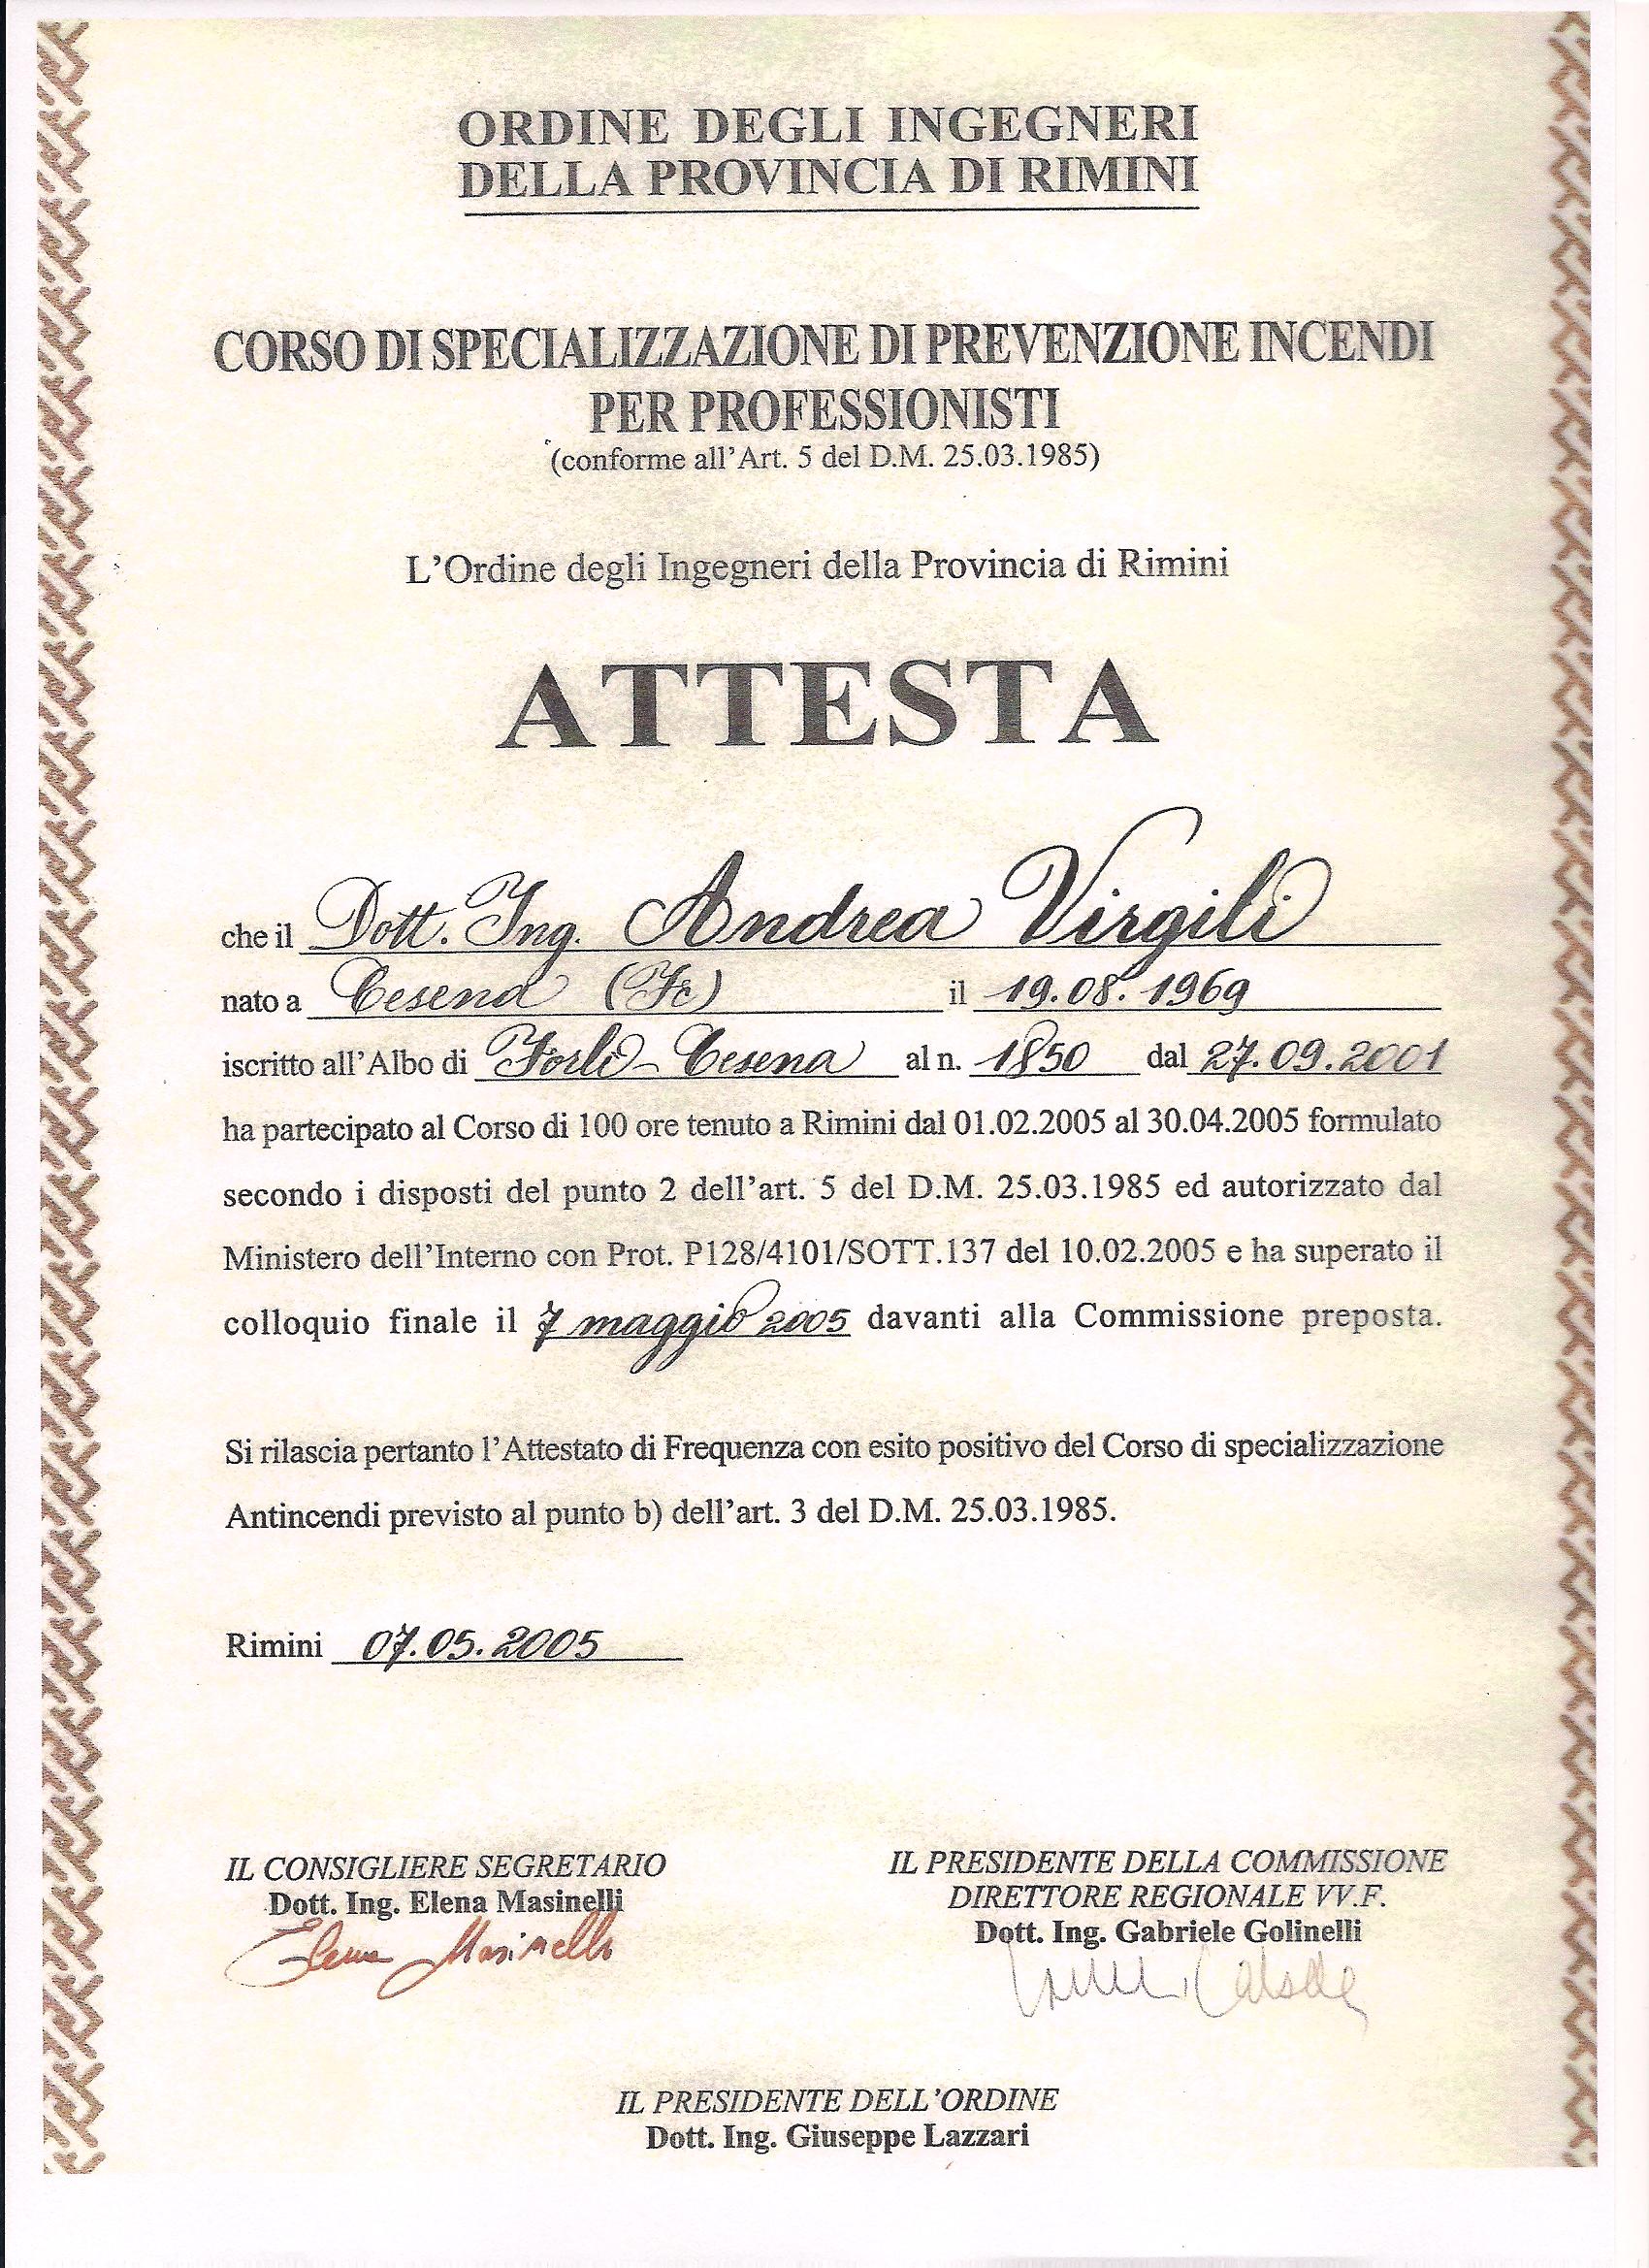 ORDINE DEGLI INGEGNERI
DELLA PROVINCIA DI RIMINI
CORSO DI SPECIALIZZAZIONE DI PREVENZIONE INCENDI
PER PROFESSIONISTI
(conforme all'Art. 5 del D.M. 25.03.1985)
L'Ordine degli Ingegneri della Provincia di Rimini
ATTESTA
che il Dott. Ing. Andrea Virgili
nato a Cesena (Fc) il 19.08.1969
iscritto all'Albo di Forlì-Cesena al n. 1850 dal 27.09.2001
ha partecipato al Corso di 100 ore tenuto a Rimini dal 01.02.2005 al 30.04.2005 formulato
secondo i disposti del punto 2 dell'art. 5 del D.M. 25.03.1985 ed autorizzato dal
Ministero dell'Interno con Prot. P128/4101/SOTT.137 del 10.02.2005 e ha superato il
colloquio finale il 7 maggio 2005 davanti alla Commissione preposta.
Si rilascia pertanto l'Attestato di Frequenza con esito positivo del Corso di specializzazione
Antincendi previsto al punto b) dell'art. 3 del D.M. 25.03.1985.
Rimini 07.05.2005
IL CONSIGLIERE SEGRETARIO
Dott. Ing. Elena Masinelli
Elena Masinelli
IL PRESIDENTE DELLA COMMISSIONE
DIRETTORE REGIONALE VV.F.
Dott. Ing. Gabriele Golinelli
IL PRESIDENTE DELL'ORDINE
Dott. Ing. Giuseppe Lazzari